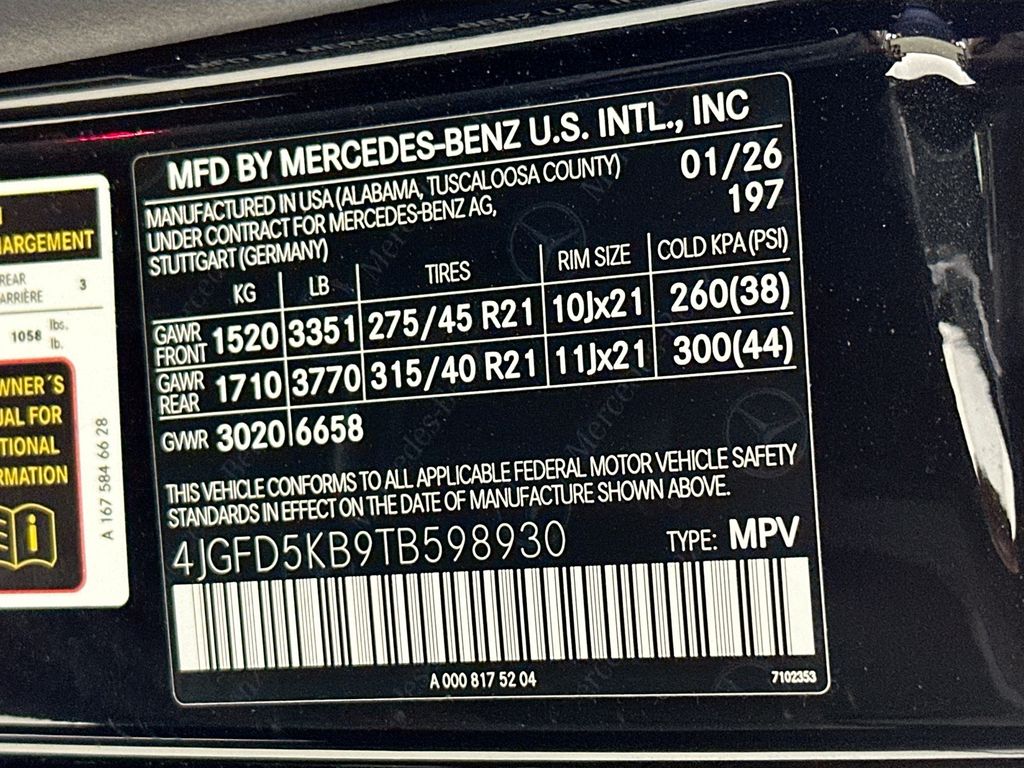 MFD BY MERCEDES-BENZ U.S. INTL., INC
MANUFACTURED IN USA (ALABAMA, TUSCALOOSA COUNTY)
UNDER CONTRACT FOR MERCEDES-BENZ AG,
STUTTGART (GERMANY)
01/26
197
KG LB TIRES RIM SIZE COLD KPA (PSI)
GAWR FRONT 1520 3351 275/45 R21 10Jx21 260(38)
GAWR REAR 1710 3770 315/40 R21 11Jx21 300(44)
GVWR 3020 6658
THIS VEHICLE CONFORMS TO ALL APPLICABLE FEDERAL MOTOR VEHICLE SAFETY
STANDARDS IN EFFECT ON THE DATE OF MANUFACTURE SHOWN ABOVE.
4JGFD5KB9TB598930 TYPE: MPV
A 000 817 52 04
7102353
HARGEMENT
REAR
ARRIÈRE
3
1058 lbs.
lb.
WNER´S
UAL FOR
TIONAL
RMATION
A 167 584 66 28